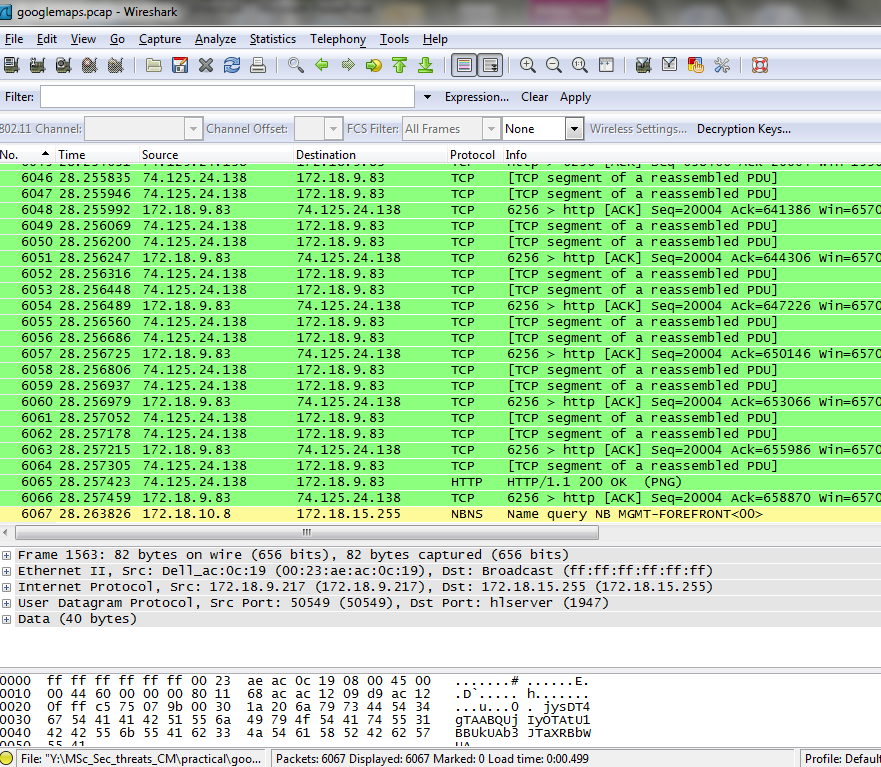 googlemaps.pcap - Wireshark
File Edit View Go Capture Analyze Statistics Telephony Tools Help
Filter: Expression... Clear Apply
802.11 Channel: Channel Offset: FCS Filter: All Frames None Wireless Settings... Decryption Keys...
No. Time Source Destination Protocol Info
6046 28.255835 74.125.24.138 172.18.9.83 TCP [TCP segment of a reassembled PDU]
6047 28.255946 74.125.24.138 172.18.9.83 TCP [TCP segment of a reassembled PDU]
6048 28.255992 172.18.9.83 74.125.24.138 TCP 6256 > http [ACK] Seq=20004 Ack=641386 Win=6570
6049 28.256069 74.125.24.138 172.18.9.83 TCP [TCP segment of a reassembled PDU]
6050 28.256200 74.125.24.138 172.18.9.83 TCP [TCP segment of a reassembled PDU]
6051 28.256247 172.18.9.83 74.125.24.138 TCP 6256 > http [ACK] Seq=20004 Ack=644306 Win=6570
6052 28.256316 74.125.24.138 172.18.9.83 TCP [TCP segment of a reassembled PDU]
6053 28.256448 74.125.24.138 172.18.9.83 TCP [TCP segment of a reassembled PDU]
6054 28.256489 172.18.9.83 74.125.24.138 TCP 6256 > http [ACK] Seq=20004 Ack=647226 Win=6570
6055 28.256560 74.125.24.138 172.18.9.83 TCP [TCP segment of a reassembled PDU]
6056 28.256686 74.125.24.138 172.18.9.83 TCP [TCP segment of a reassembled PDU]
6057 28.256725 172.18.9.83 74.125.24.138 TCP 6256 > http [ACK] Seq=20004 Ack=650146 Win=6570
6058 28.256806 74.125.24.138 172.18.9.83 TCP [TCP segment of a reassembled PDU]
6059 28.256937 74.125.24.138 172.18.9.83 TCP [TCP segment of a reassembled PDU]
6060 28.256979 172.18.9.83 74.125.24.138 TCP 6256 > http [ACK] Seq=20004 Ack=653066 Win=6570
6061 28.257052 74.125.24.138 172.18.9.83 TCP [TCP segment of a reassembled PDU]
6062 28.257178 74.125.24.138 172.18.9.83 TCP [TCP segment of a reassembled PDU]
6063 28.257215 172.18.9.83 74.125.24.138 TCP 6256 > http [ACK] Seq=20004 Ack=655986 Win=6570
6064 28.257305 74.125.24.138 172.18.9.83 TCP [TCP segment of a reassembled PDU]
6065 28.257423 74.125.24.138 172.18.9.83 HTTP HTTP/1.1 200 OK (PNG)
6066 28.257459 172.18.9.83 74.125.24.138 TCP 6256 > http [ACK] Seq=20004 Ack=658870 Win=6570
6067 28.263826 172.18.10.8 172.18.15.255 NBNS Name query NB MGMT-FOREFRONT<00>
Frame 1563: 82 bytes on wire (656 bits), 82 bytes captured (656 bits)
Ethernet II, Src: Dell_ac:0c:19 (00:23:ae:ac:0c:19), Dst: Broadcast (ff:ff:ff:ff:ff:ff)
Internet Protocol, Src: 172.18.9.217 (172.18.9.217), Dst: 172.18.15.255 (172.18.15.255)
User Datagram Protocol, Src Port: 50549 (50549), Dst Port: hlserver (1947)
Data (40 bytes)
0000 ff ff ff ff ff ff 00 23 ae ac 0c 19 08 00 45 00 .......# ......E.
0010 00 44 60 00 00 00 80 11 68 ac ac 12 09 d9 ac 12 .D`..... h.......
0020 0f ff c5 75 07 9b 00 30 1a 20 6a 79 73 44 54 34 ...u...0 . jysDT4
0030 67 54 41 41 42 51 55 6a 49 79 4f 54 41 74 55 31 gTAABQUj IyOTAtU1
0040 42 42 55 6b 55 41 62 33 4a 54 61 58 52 42 62 57 BBUkUAb3 JTaXRBbW
0050 55 41 UA
File: "Y:\MSc_Sec_threats_CM\practical\goo... Packets: 6067 Displayed: 6067 Marked: 0 Load time: 0:00.499 Profile: Default